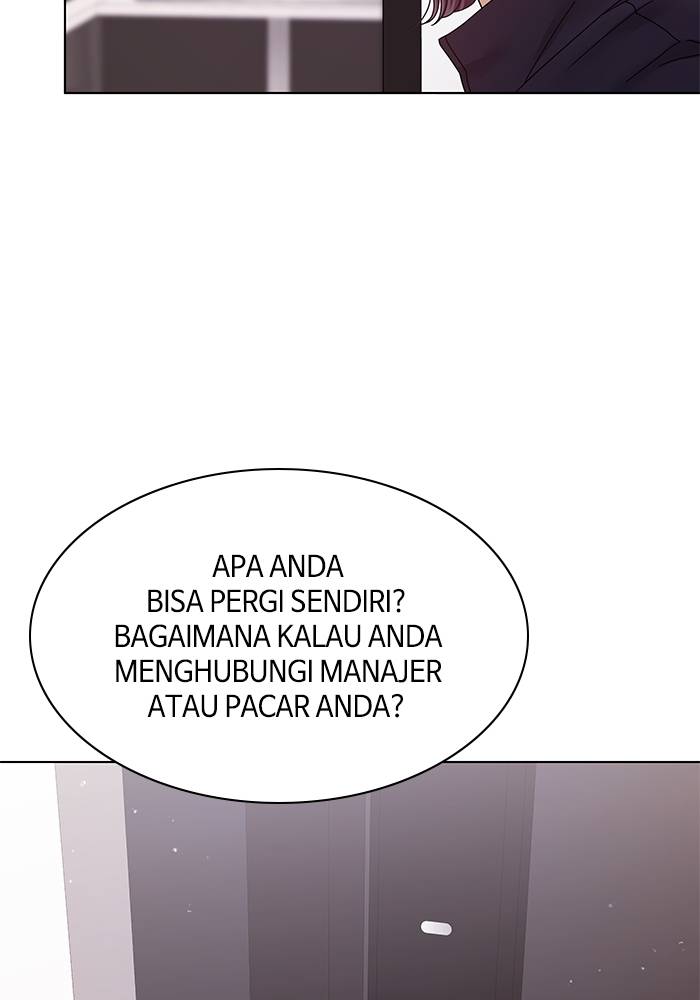 APA ANDA
BISA PERGI SENDIRI?
BAGAIMANA KALAU ANDA
MENGHUBUNGI MANAJER
ATAU PACAR ANDA?